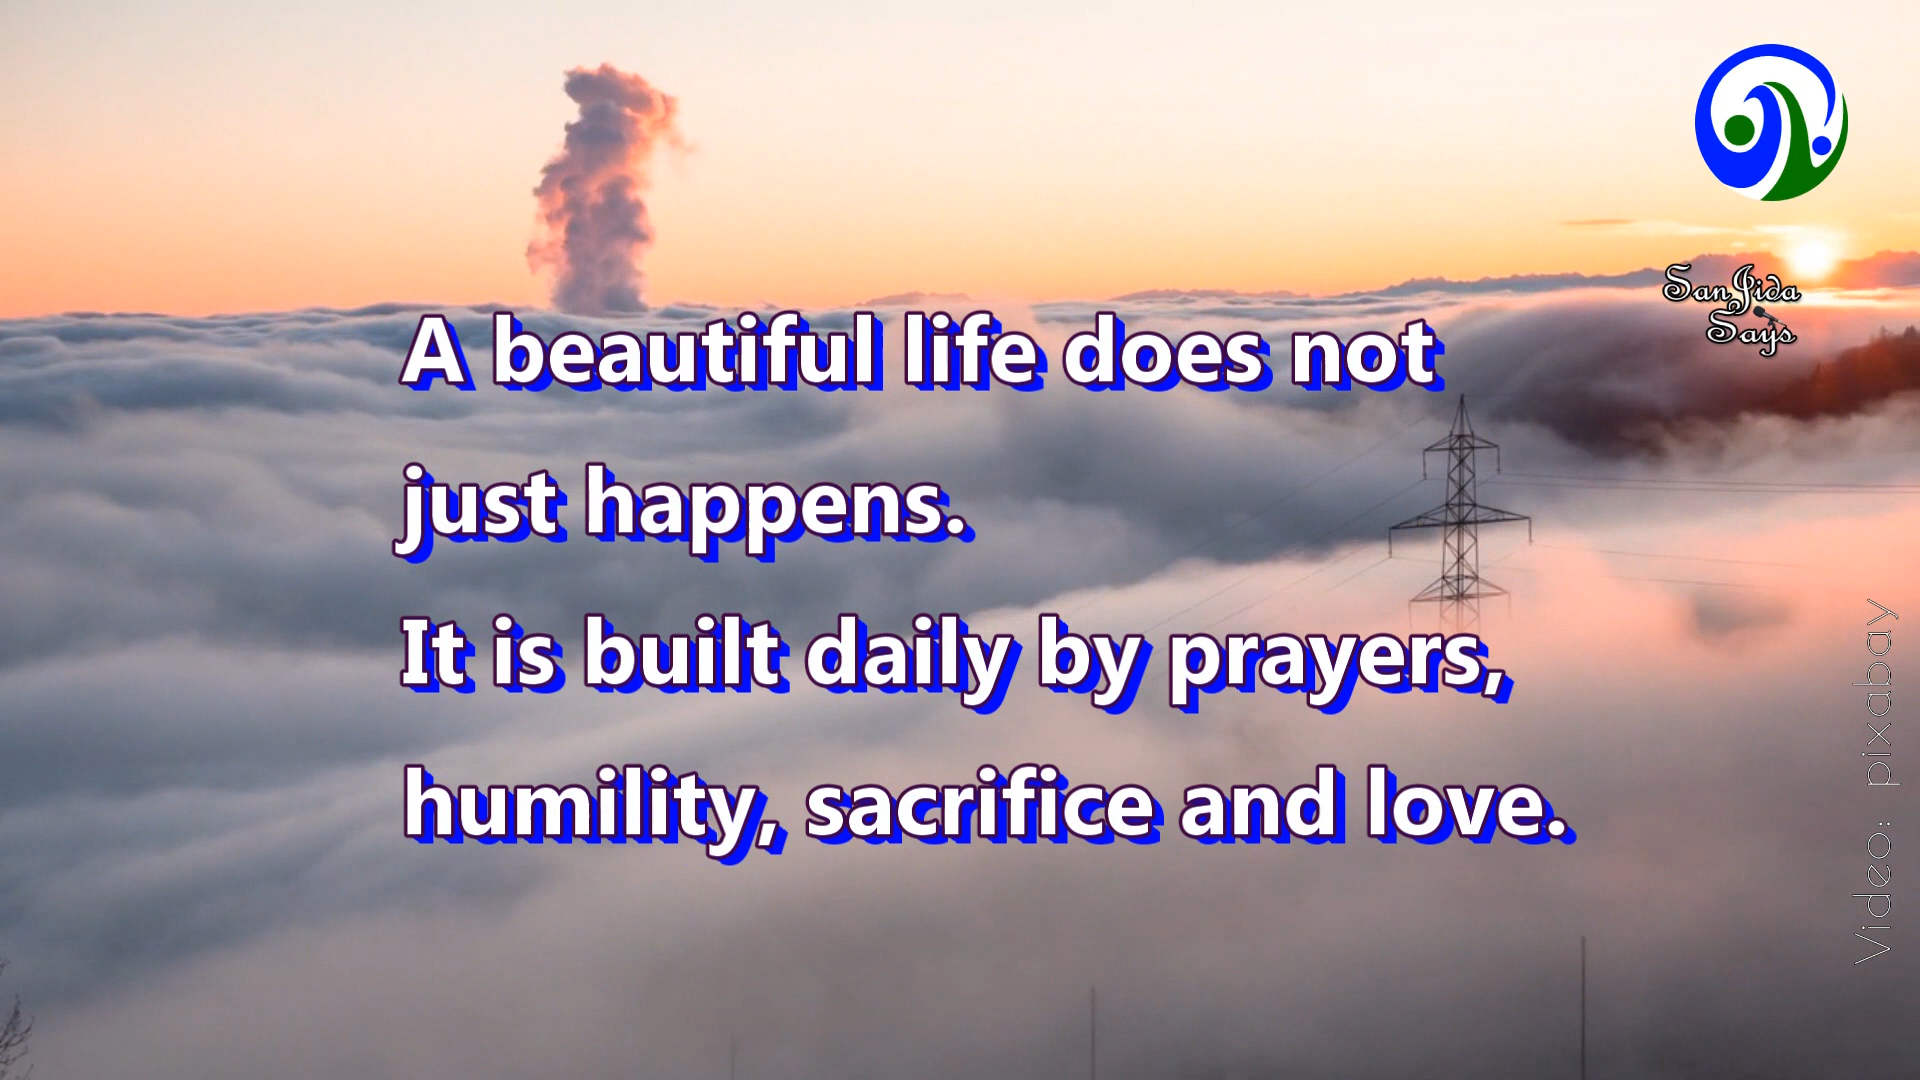 SanJida
Says
A beautiful life does not
just happens.
It is built daily by prayers,
humility, sacrifice and love.
Video: pixabay